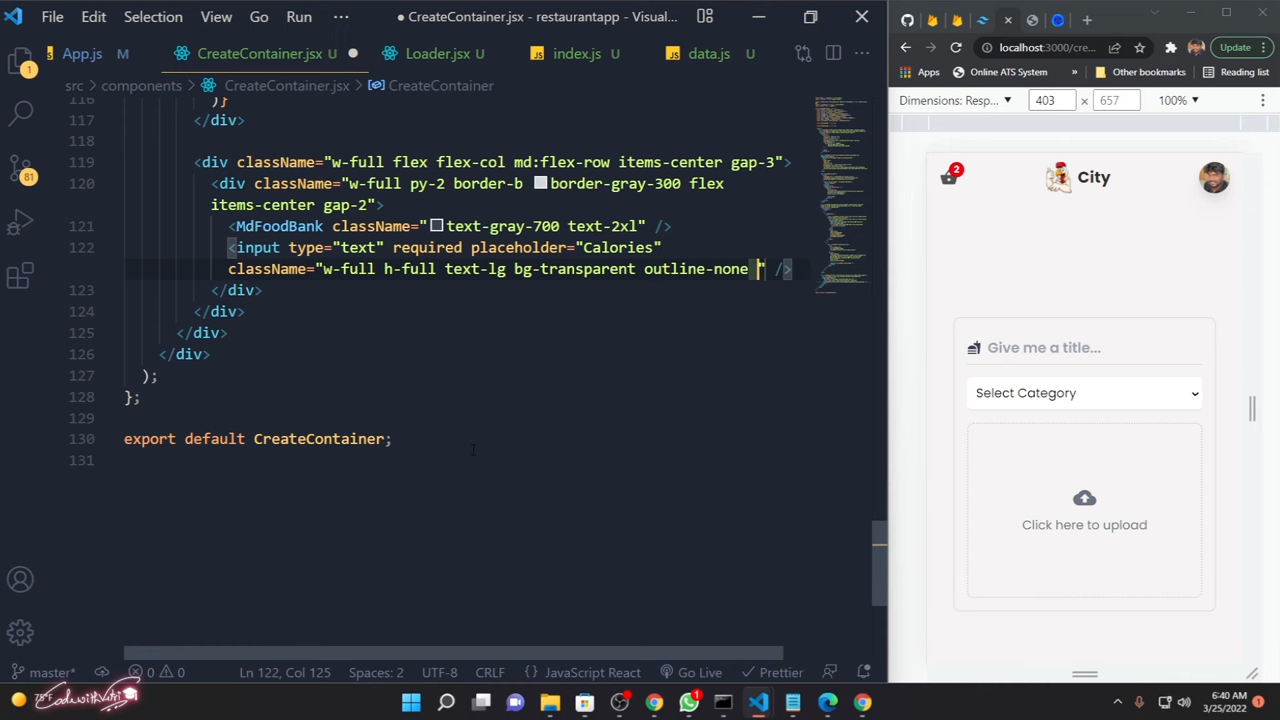 File Edit Selection View Go Run ··· ● CreateContainer.jsx - restaurantapp - Visual...
App.js M CreateContainer.jsx U ● Loader.jsx U index.js U data.js U
src > components > CreateContainer.jsx > CreateContainer
116 )}
117 </div>
118
119 <div className="w-full flex flex-col md:flex-row items-center gap-3">
120 <div className="w-full py-2 border-b border-gray-300 flex
items-center gap-2">
121 <MdFoodBank className="text-gray-700 text-2xl" />
122 <input type="text" required placeholder="Calories"
className="w-full h-full text-lg bg-transparent outline-none " />
123 </div>
124 </div>
125 </div>
126 </div>
127 );
128 };
129
130 export default CreateContainer;
131
1
81
master* 0 0 Ln 122, Col 125 Spaces: 2 UTF-8 CRLF {} JavaScript React Go Live Prettier
localhost:3000/cre... Update
Apps Online ATS System » Other bookmarks Reading list
Dimensions: Resp... 403 × 657 100%
2 City
Give me a title...
Select Category
Click here to upload
78°F CodwithVetri 1 6:40 AM
3/25/2022